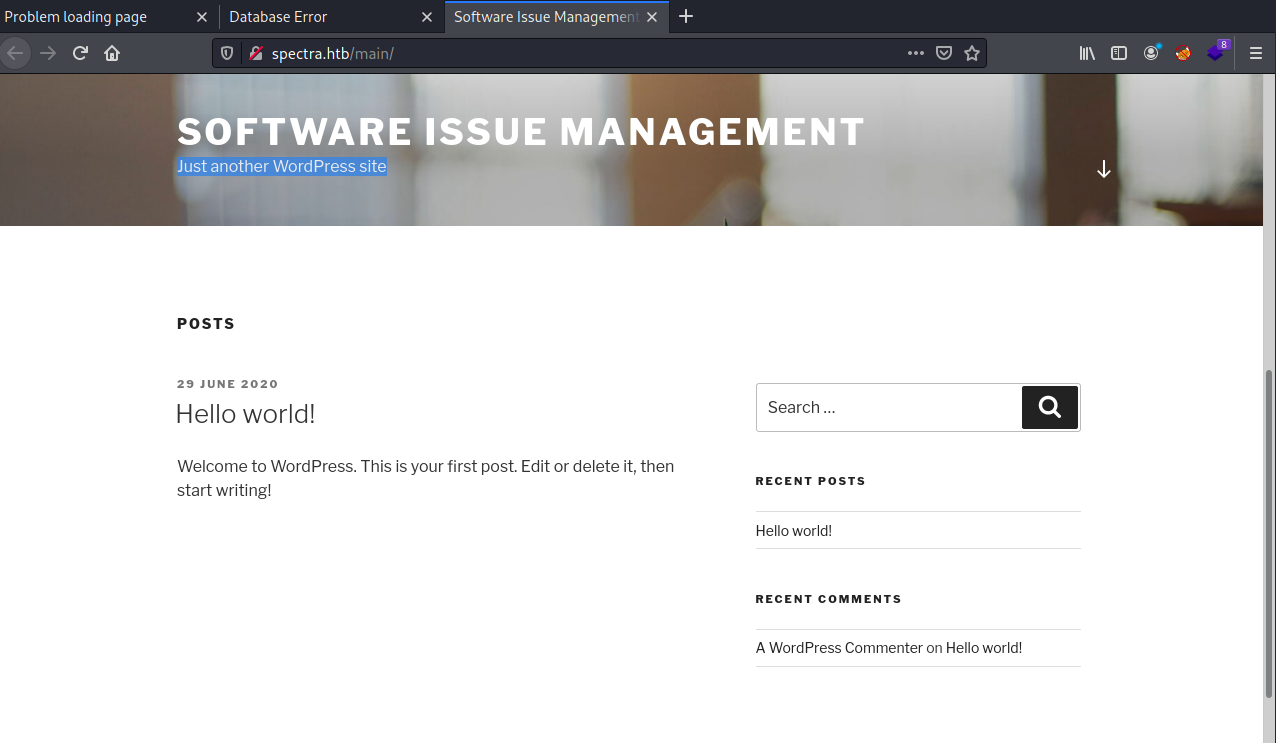 Problem loading page
Database Error
Software Issue Management
spectra.htb/main/
8
SOFTWARE ISSUE MANAGEMENT
Just another WordPress site
POSTS
29 JUNE 2020
Hello world!
Welcome to WordPress. This is your first post. Edit or delete it, then
start writing!
Search …
RECENT POSTS
Hello world!
RECENT COMMENTS
A WordPress Commenter on Hello world!